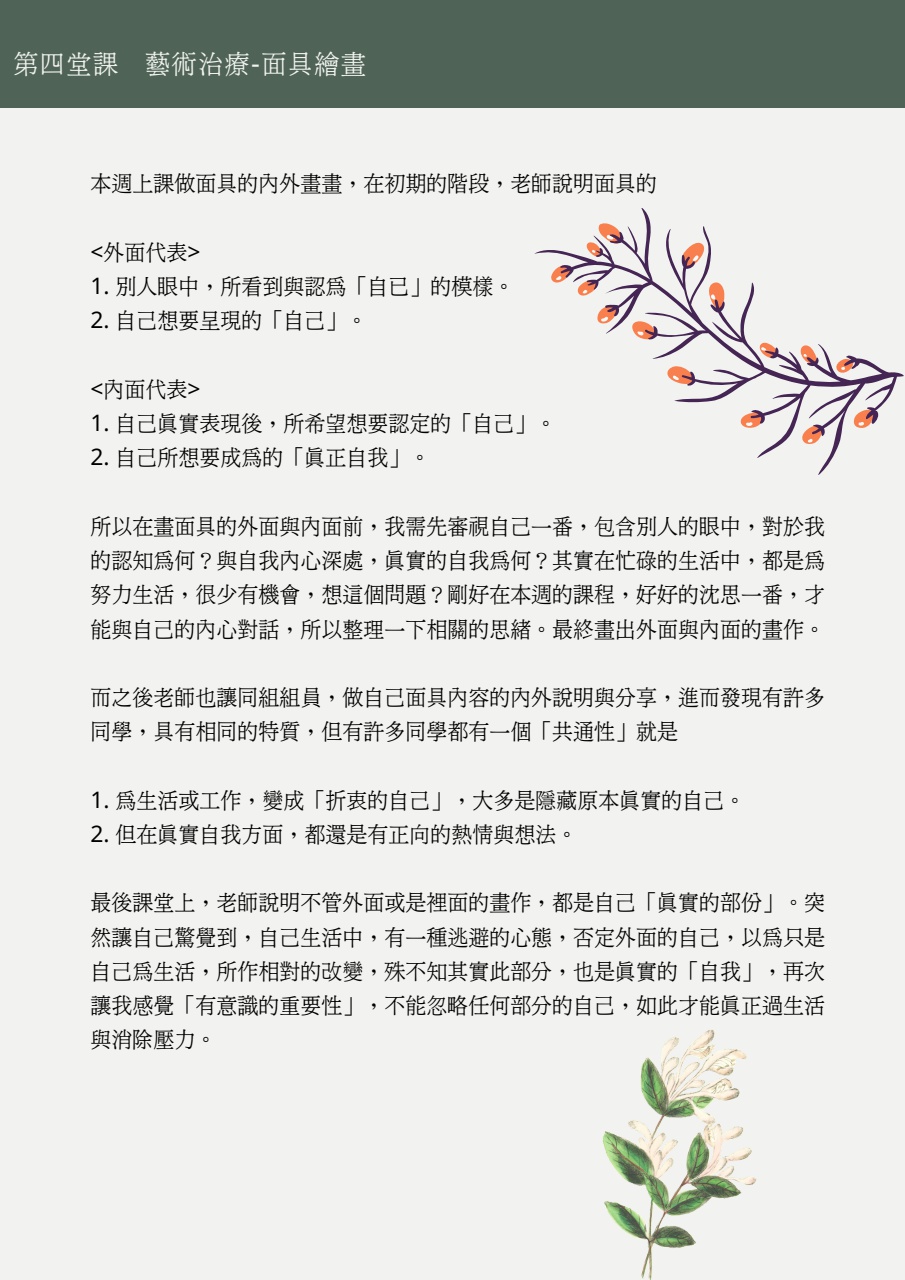 第四堂課　藝術治療-面具繪畫
本週上課做面具的內外畫畫，在初期的階段，老師說明面具的
<外面代表>
1. 別人眼中，所看到與認為「自已」的模樣。
2. 自己想要呈現的「自己」。
<內面代表>
1. 自己眞實表現後，所希望想要認定的「自己」。
2. 自己所想要成為的「眞正自我」。
所以在畫面具的外面與內面前，我需先審視自己一番，包含別人的眼中，對於我
的認知為何？與自我內心深處，眞實的自我為何？其實在忙碌的生活中，都是為
努力生活，很少有機會，想這個問題？剛好在本週的課程，好好的沈思一番，才
能與自己的內心對話，所以整理一下相關的思緒。最終畫出外面與內面的畫作。
而之後老師也讓同組組員，做自己面具內容的內外說明與分享，進而發現有許多
同學，具有相同的特質，但有許多同學都有一個「共通性」就是
1. 為生活或工作，變成「折衷的自己」，大多是隱藏原本眞實的自己。
2. 但在眞實自我方面，都還是有正向的熱情與想法。
最後課堂上，老師說明不管外面或是裡面的畫作，都是自己「眞實的部份」。突
然讓自己驚覺到，自己生活中，有一種逃避的心態，否定外面的自己，以為只是
自己為生活，所作相對的改變，殊不知其實此部分，也是眞實的「自我」，再次
讓我感覺「有意識的重要性」，不能忽略任何部分的自己，如此才能眞正過生活
與消除壓力。